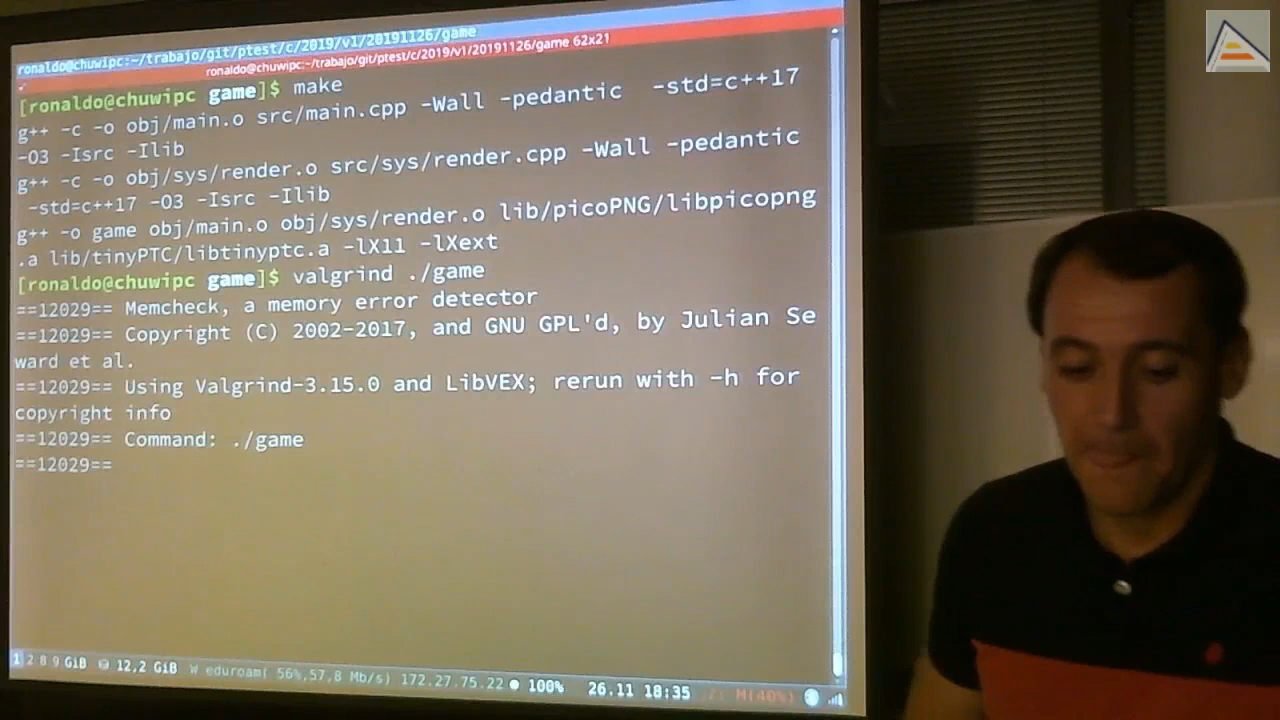 ronaldo@chuwipc:~/trabajo/git/ptest/c/2019/v1/20191126/game
ronaldo@chuwipc:~/trabajo/git/ptest/c/2019/v1/20191126/game 62x21
[ronaldo@chuwipc game]$ make
g++ -c -o obj/main.o src/main.cpp -Wall -pedantic -std=c++17
-O3 -Isrc -Ilib
g++ -c -o obj/sys/render.o src/sys/render.cpp -Wall -pedantic
-std=c++17 -O3 -Isrc -Ilib
g++ -o game obj/main.o obj/sys/render.o lib/picoPNG/libpicopng
.a lib/tinyPTC/libtinyptc.a -lX11 -lXext
[ronaldo@chuwipc game]$ valgrind ./game
==12029== Memcheck, a memory error detector
==12029== Copyright (C) 2002-2017, and GNU GPL'd, by Julian Se
ward et al.
==12029== Using Valgrind-3.15.0 and LibVEX; rerun with -h for
copyright info
==12029== Command: ./game
==12029==
1 2 8 9 GiB 12,2 GiB W eduroam( 56%,57,8 Mb/s) 172.27.75.22 100% 26.11 18:35 M(40%)